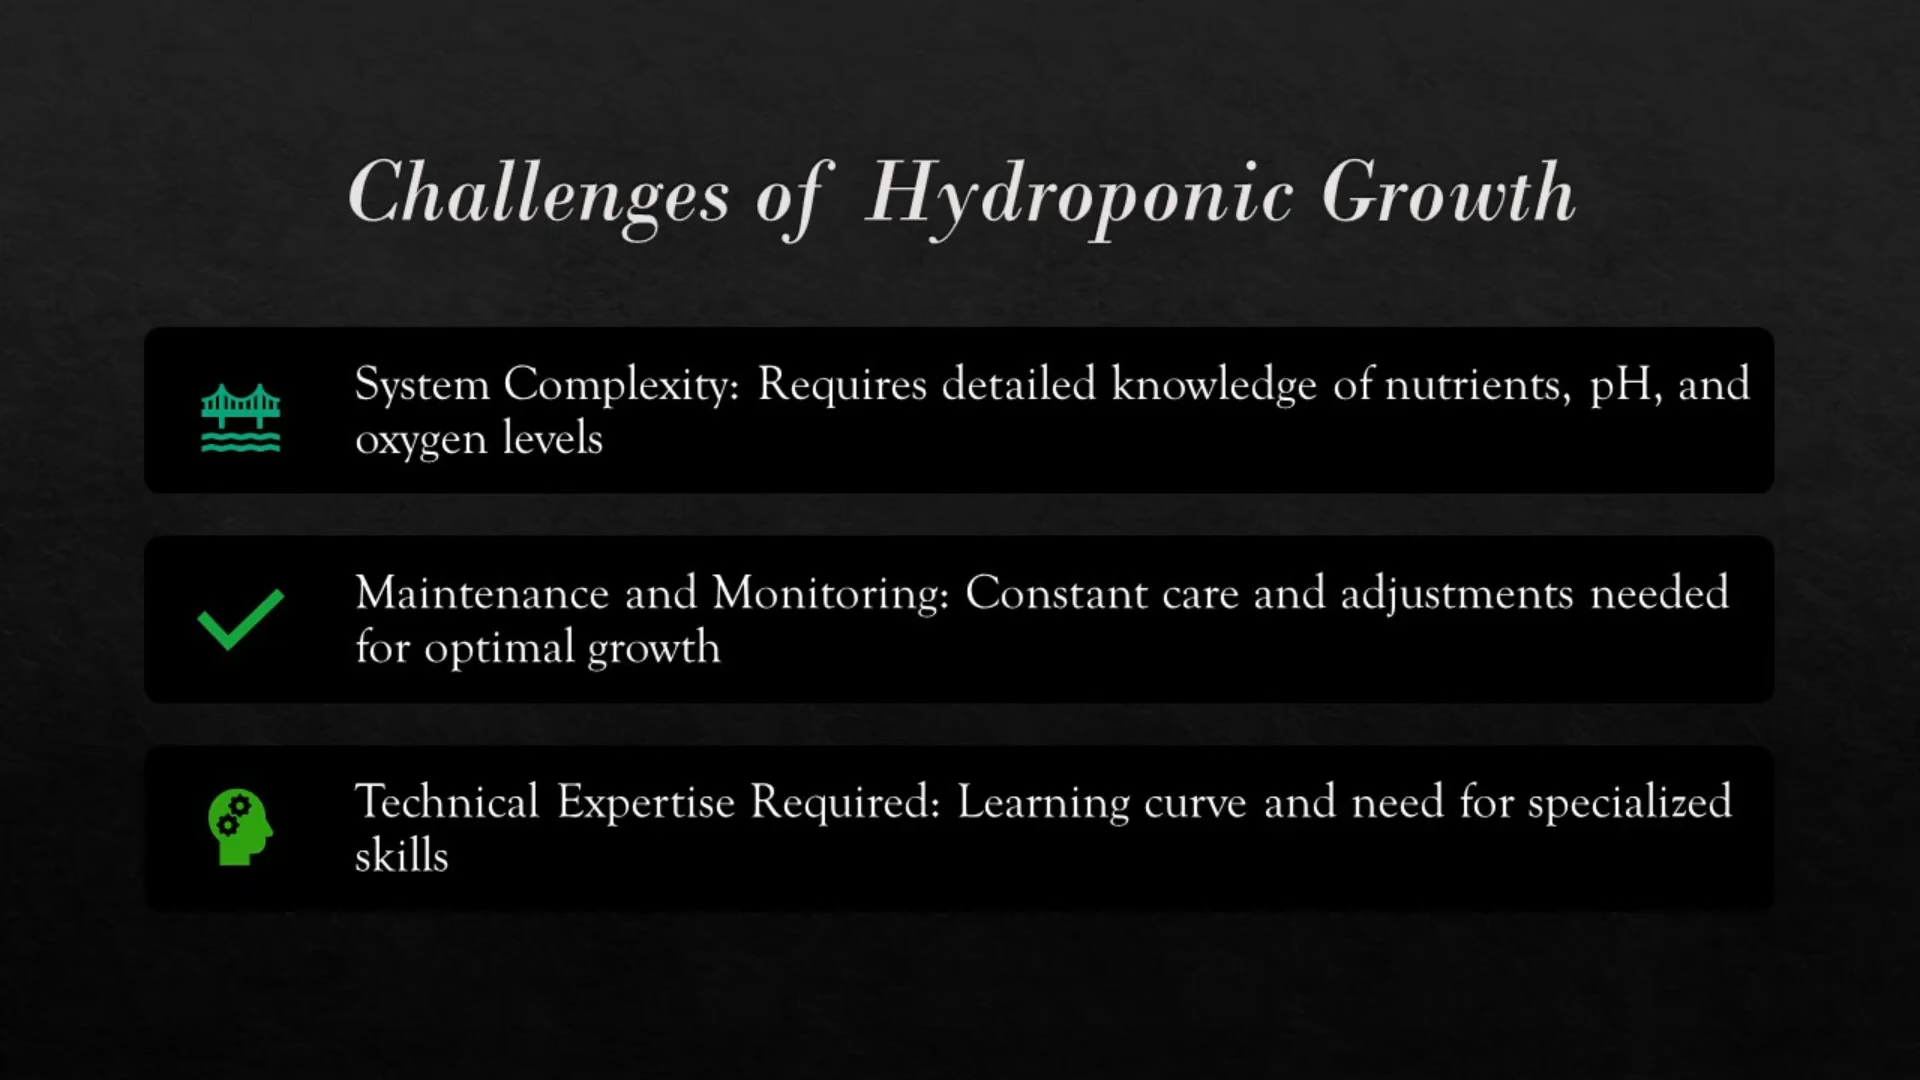 Challenges of Hydroponic Growth
System Complexity: Requires detailed knowledge of nutrients, pH, and
oxygen levels
Maintenance and Monitoring: Constant care and adjustments needed
for optimal growth
Technical Expertise Required: Learning curve and need for specialized
skills